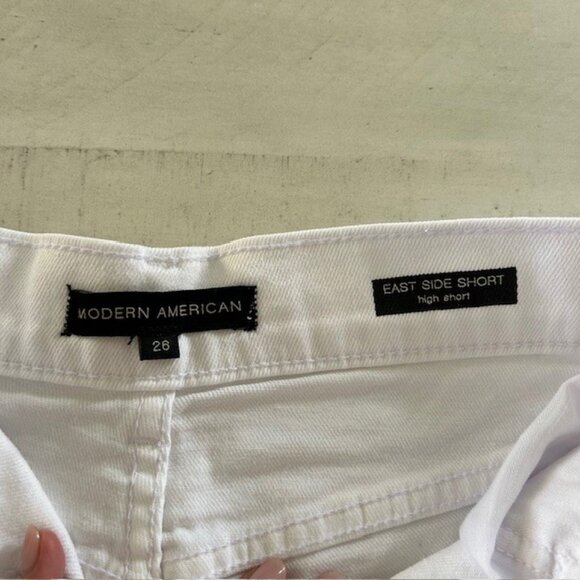 MODERN AMERICAN
26
EAST SIDE SHORT
high short